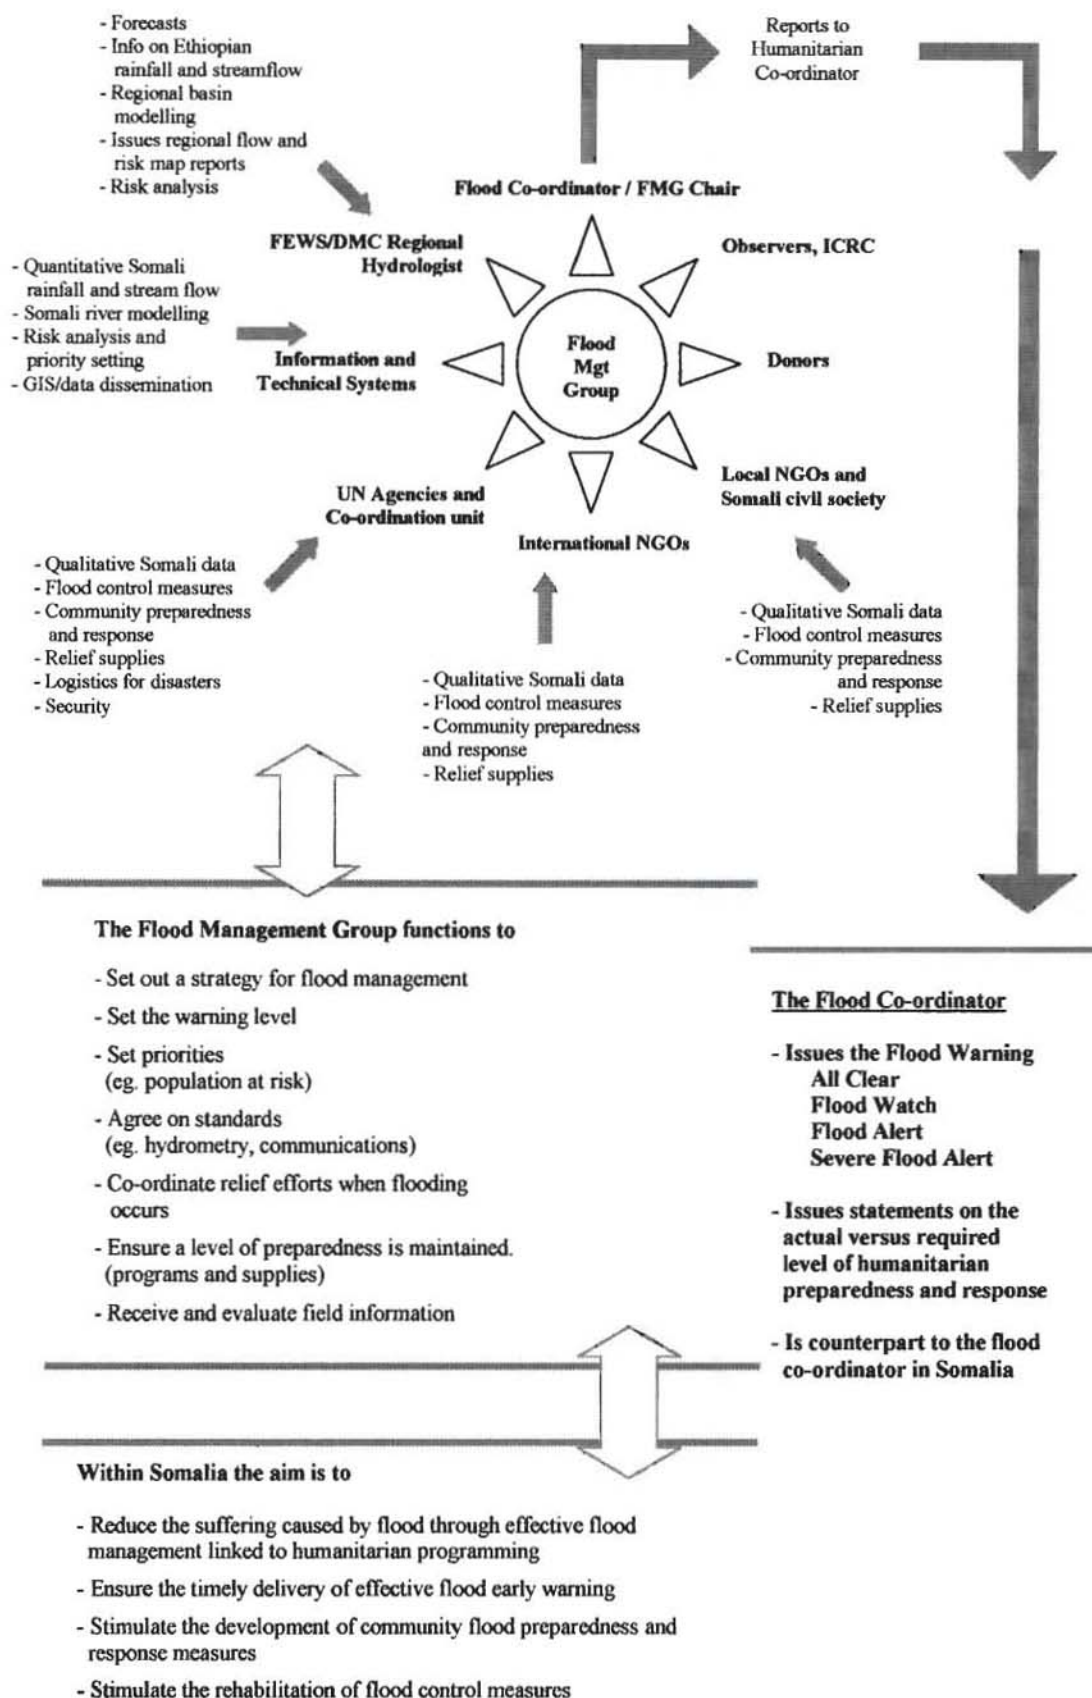 - Forecasts
- Info on Ethiopian
rainfall and streamflow
- Regional basin
modelling
- Issues regional flow and
risk map reports
- Risk analysis
Reports to
Humanitarian
Co-ordinator
Flood Co-ordinator / FMG Chair
FEWS/DMC Regional
Hydrologist
Observers, ICRC
- Quantitative Somali
rainfall and stream flow
- Somali river modelling
- Risk analysis and
priority setting
- GIS/data dissemination
Information and
Technical Systems
Flood
Mgt
Group
Donors
UN Agencies and
Co-ordination unit
Local NGOs and
Somali civil society
International NGOs
- Qualitative Somali data
- Flood control measures
- Community preparedness
and response
- Relief supplies
- Logistics for disasters
- Security
- Qualitative Somali data
- Flood control measures
- Community preparedness
and response
- Relief supplies
- Qualitative Somali data
- Flood control measures
- Community preparedness
and response
- Relief supplies
The Flood Management Group functions to
- Set out a strategy for flood management
- Set the warning level
- Set priorities
(eg. population at risk)
- Agree on standards
(eg. hydrometry, communications)
- Co-ordinate relief efforts when flooding
occurs
- Ensure a level of preparedness is maintained.
(programs and supplies)
- Receive and evaluate field information
The Flood Co-ordinator
- Issues the Flood Warning
All Clear
Flood Watch
Flood Alert
Severe Flood Alert
- Issues statements on the
actual versus required
level of humanitarian
preparedness and response
- Is counterpart to the flood
co-ordinator in Somalia
Within Somalia the aim is to
- Reduce the suffering caused by flood through effective flood
management linked to humanitarian programming
- Ensure the timely delivery of effective flood early warning
- Stimulate the development of community flood preparedness and
response measures
- Stimulate the rehabilitation of flood control measures